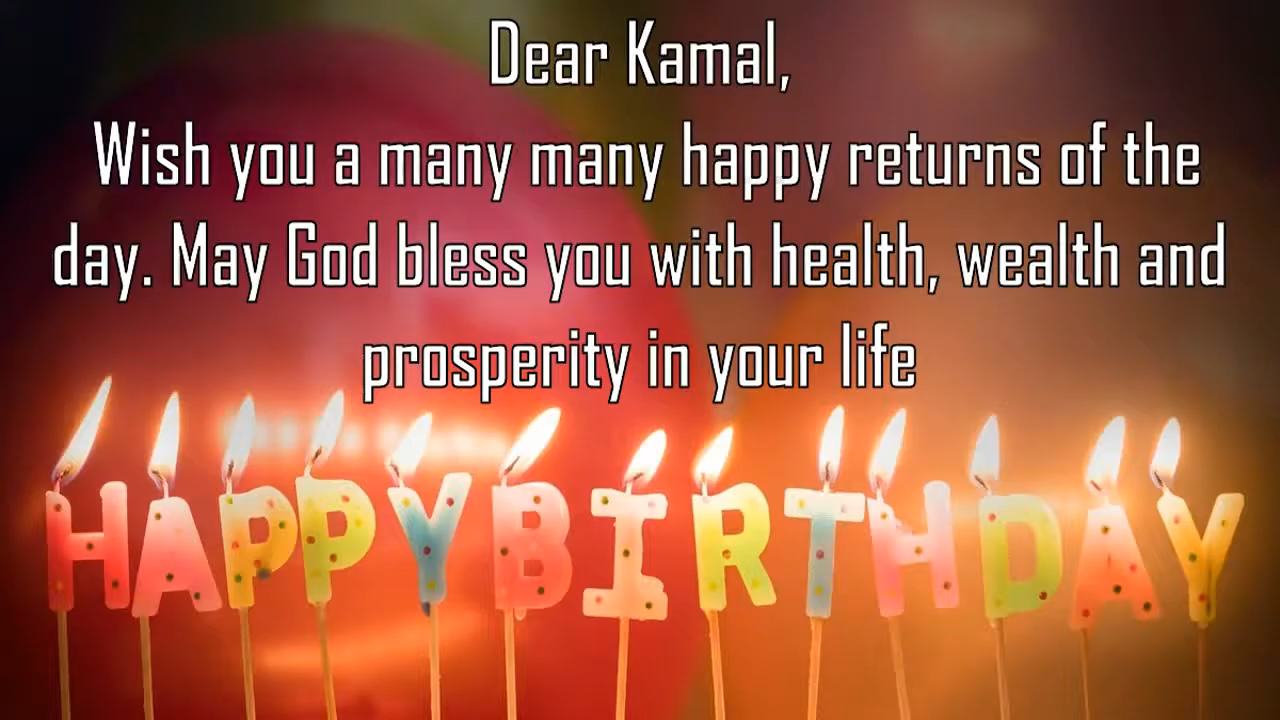 Dear Kamal,
Wish you a many many happy returns of the
day. May God bless you with health, wealth and
prosperity in your life
HAPPYBIRTHDAY